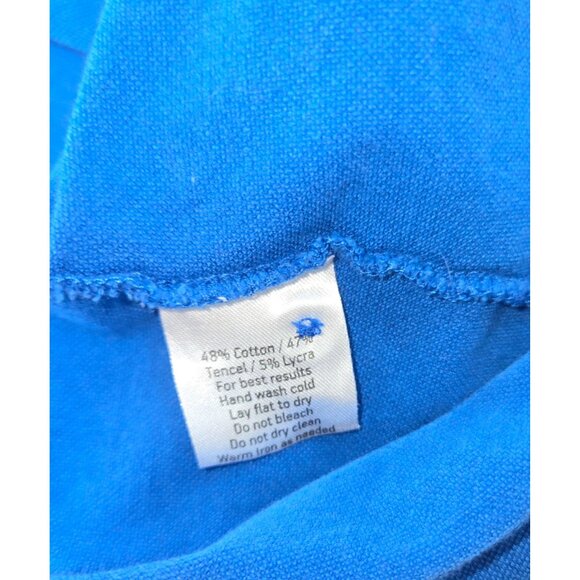 48% Cotton / 47%
Tencel / 5% Lycra
For best results
Hand wash cold
Lay flat to dry
Do not bleach
Do not dry clean
Warm Iron as needed